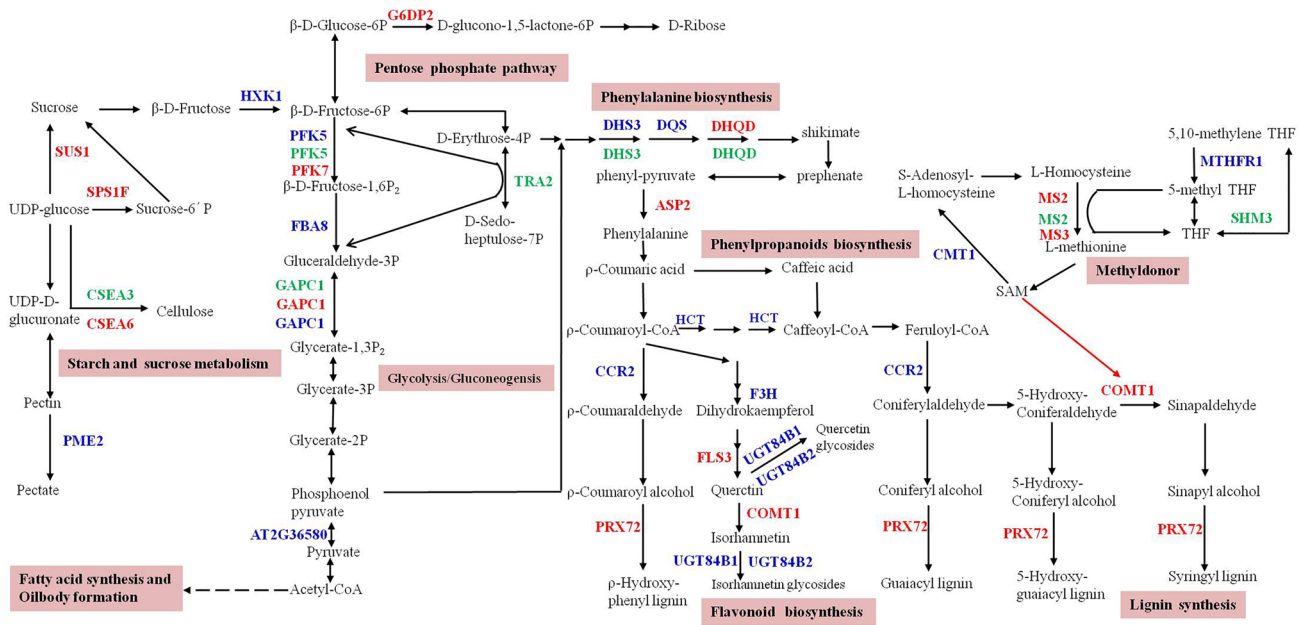 β-D-Glucose-6P
G6DP2
D-glucono-1,5-lactone-6P
D-Ribose
Pentose phosphate pathway
Sucrose
β-D-Fructose
HXK1
β-D-Fructose-6P
PFK5
PFK5
PFK7
β-D-Fructose-1,6P2
FBA8
Gluceraldehyde-3P
GAPC1
GAPC1
GAPC1
Glycerate-1,3P2
Glycerate-3P
Glycerate-2P
Phosphoenol
pyruvate
AT2G36580
Pyruvate
Acetyl-CoA
Glycolysis/Gluconeogensis
SUS1
SPS1F
UDP-glucose
Sucrose-6´ P
UDP-D-
glucuronate
CSEA3
CSEA6
Cellulose
Starch and sucrose metabolism
Pectin
PME2
Pectate
Fatty acid synthesis and
Oilbody formation
D-Erythrose-4P
TRA2
D-Sedo-
heptulose-7P
Phenylalanine biosynthesis
DHS3
DQS
DHQD
DHS3
DHQD
shikimate
phenyl-pyruvate
prephenate
ASP2
Phenylalanine
Phenylpropanoids biosynthesis
ρ-Coumaric acid
Caffeic acid
ρ-Coumaroyl-CoA
HCT
HCT
Caffeoyl-CoA
Feruloyl-CoA
CCR2
F3H
CCR2
ρ-Coumaraldehyde
Dihydrokaempferol
Coniferylaldehyde
5-Hydroxy-
Coniferaldehyde
COMT1
Sinapaldehyde
FLS3
UGT84B1
UGT84B2
Quercetin
glycosides
ρ-Coumaroyl alcohol
Querctin
Coniferyl alcohol
5-Hydroxy-
Coniferyl alcohol
Sinapyl alcohol
PRX72
COMT1
PRX72
PRX72
PRX72
Isorhamnetin
UGT84B1
UGT84B2
ρ-Hydroxy-
phenyl lignin
Isorhamnetin glycosides
Guaiacyl lignin
5-Hydroxy-
guaiacyl lignin
Syringyl lignin
Flavonoid biosynthesis
Lignin synthesis
5,10-methylene THF
MTHFR1
S-Adenosyl-
L-homocysteine
L-Homocysteine
5-methyl THF
MS2
MS2
MS3
SHM3
THF
L-methionine
CMT1
Methyldonor
SAM